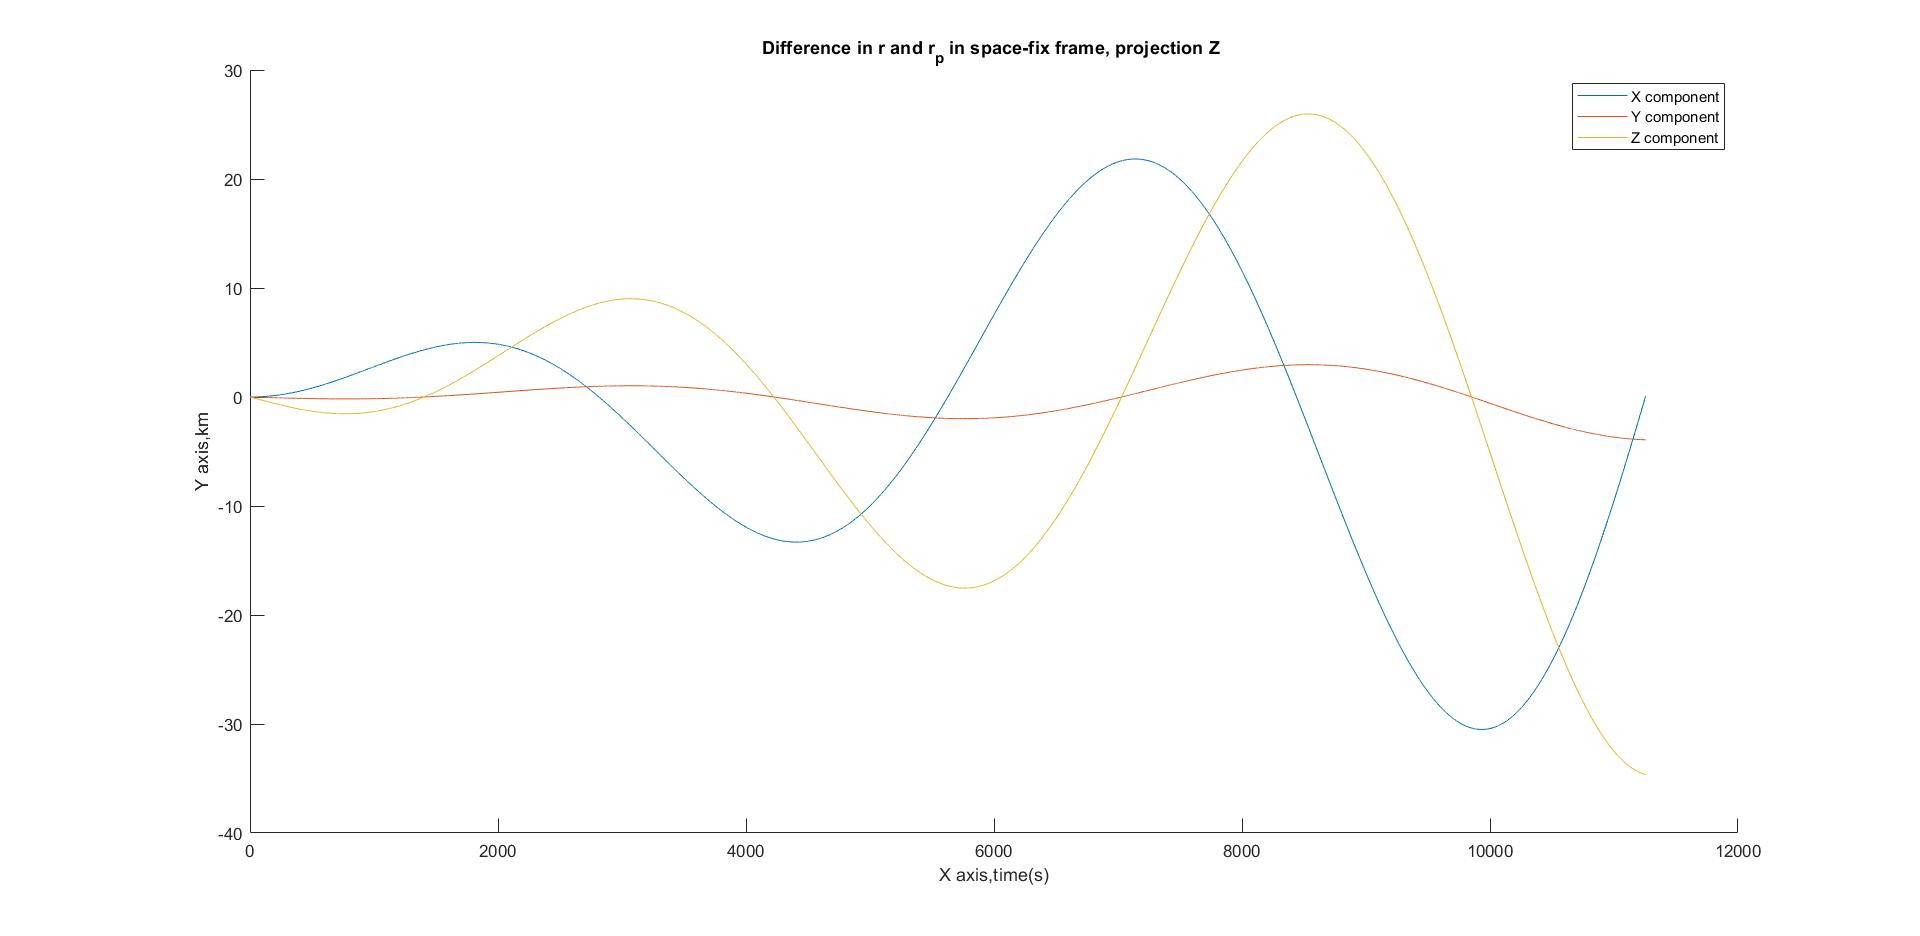 Difference in r and r_p in space-fix frame, projection Z
X component
Y component
Z component
30
20
10
0
-10
-20
-30
-40
Y axis,km
0 2000 4000 6000 8000 10000 12000
X axis,time(s)